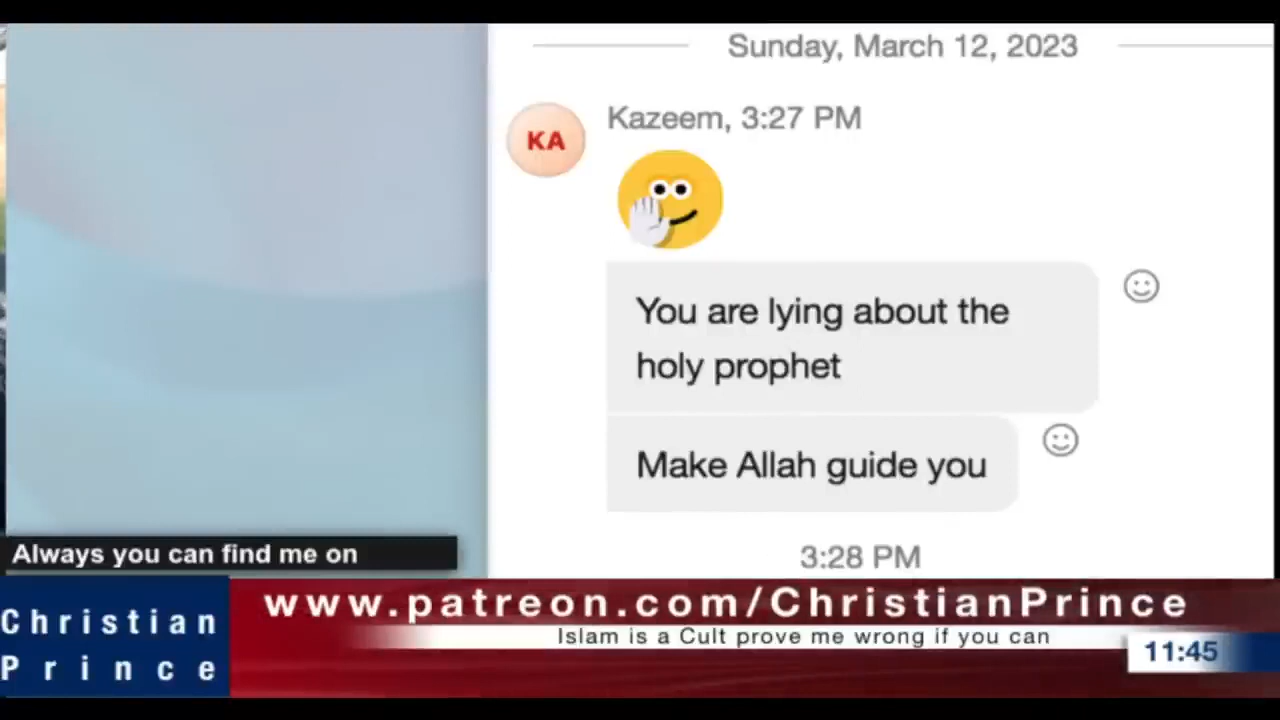 Sunday, March 12, 2023
KA
Kazeem, 3:27 PM
You are lying about the
holy prophet
Make Allah guide you
3:28 PM
Always you can find me on
Christian
Prince
www.patreon.com/ChristianPrince
Islam is a Cult prove me wrong if you can
11:45